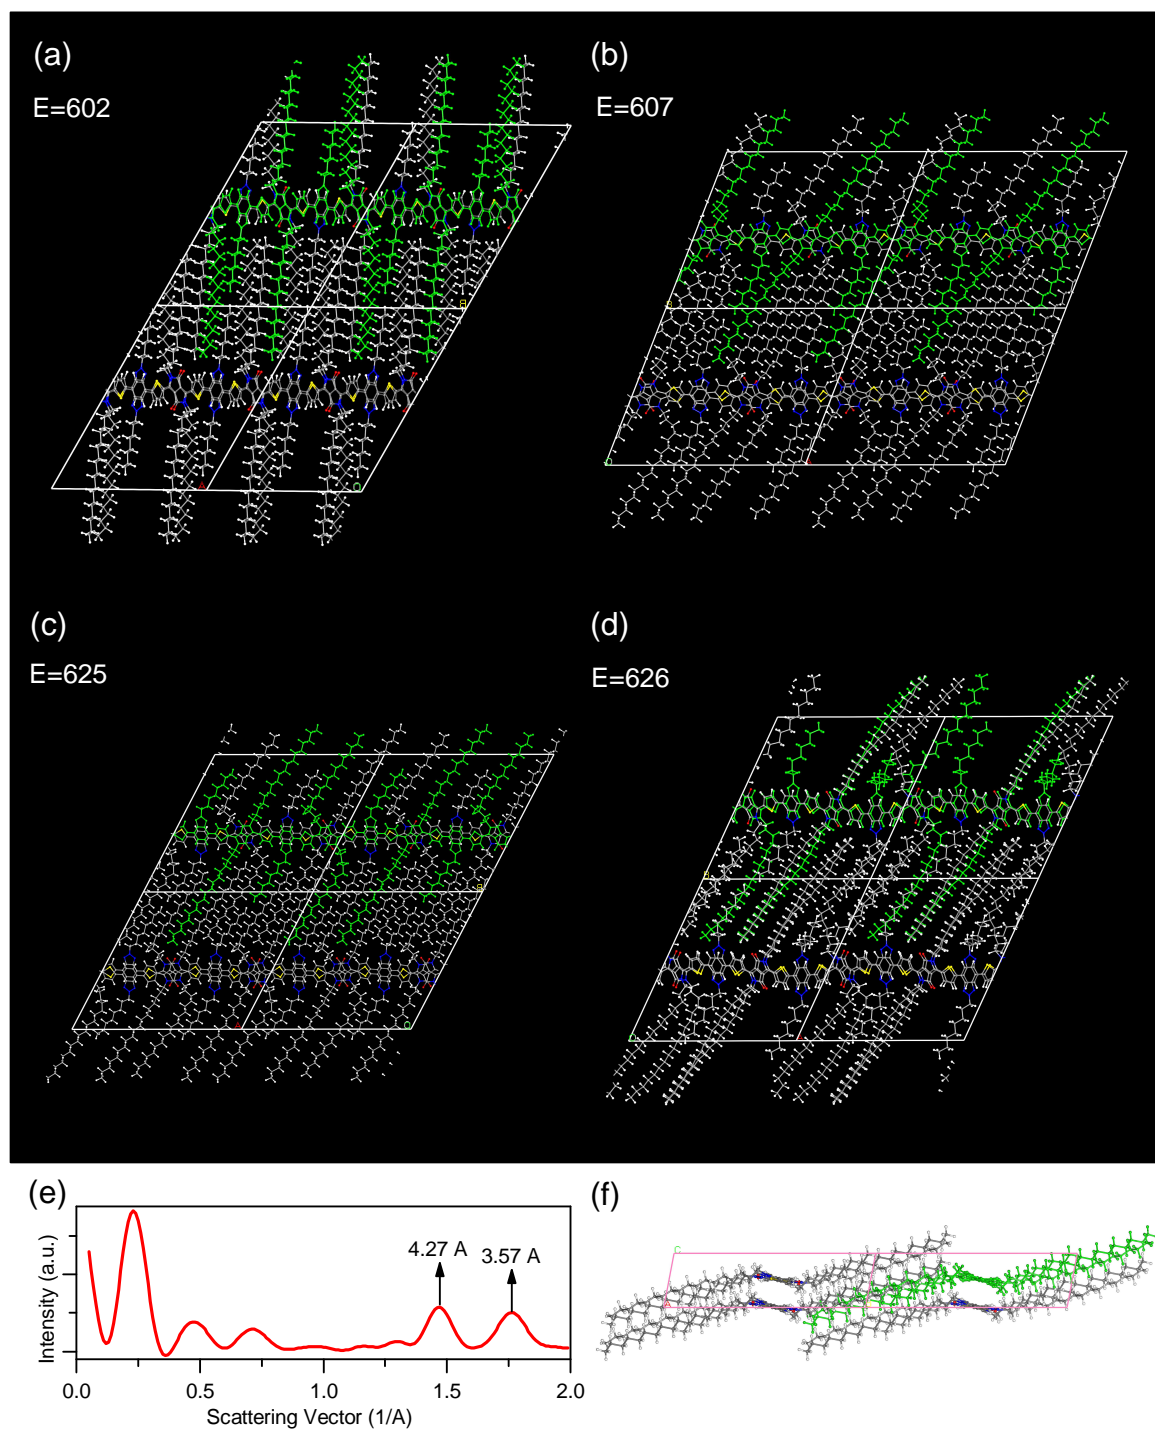 (a)
E=602
(b)
E=607
(c)
E=625
(d)
E=626
(e)
4.27 A
3.57 A
Intensity (a.u.)
0.0
0.5
1.0
1.5
2.0
Scattering Vector (1/A)
(f)